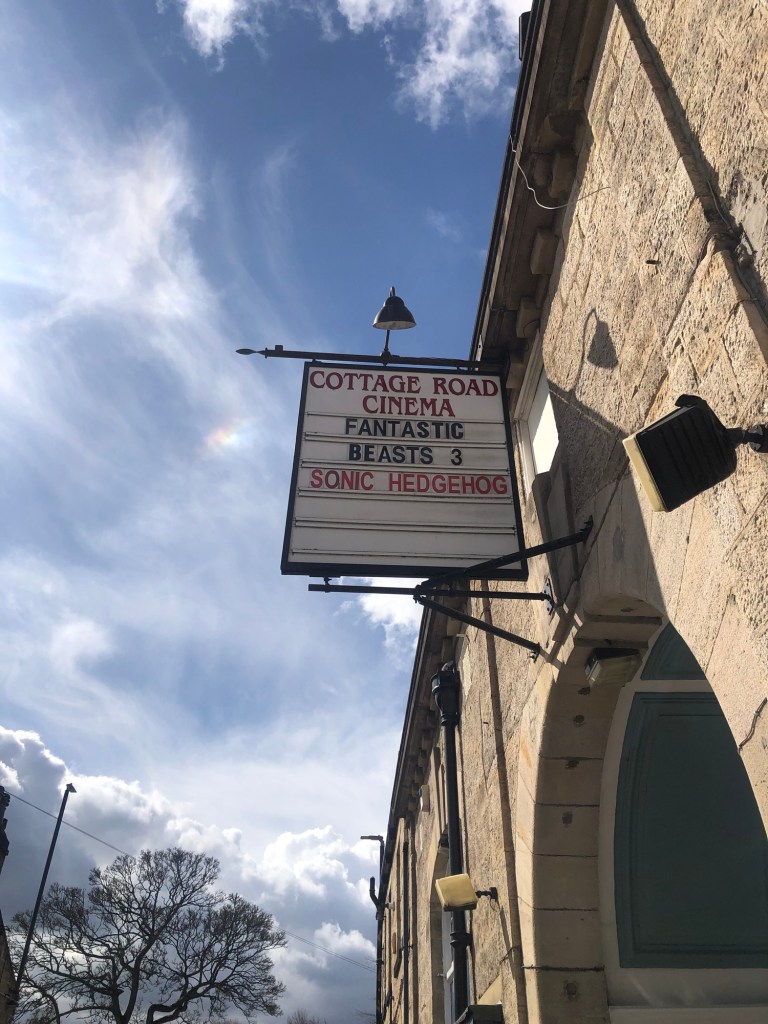 COTTAGE ROAD
CINEMA
FANTASTIC
BEASTS 3
SONIC HEDGEHOG